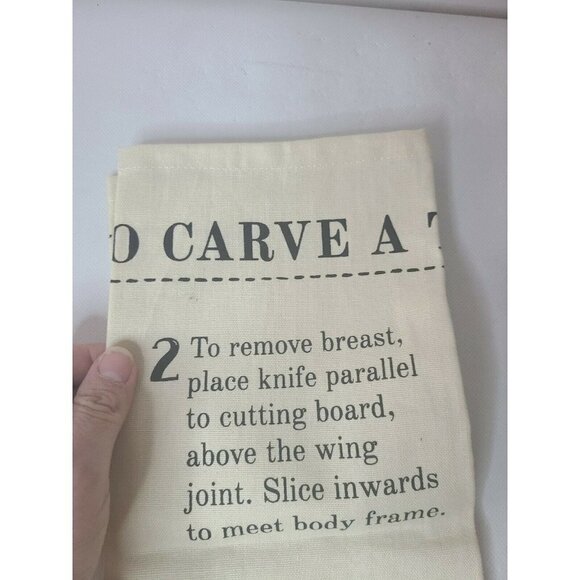 O CARVE A T
2 To remove breast,
place knife parallel
to cutting board,
above the wing
joint. Slice inwards
to meet body frame.